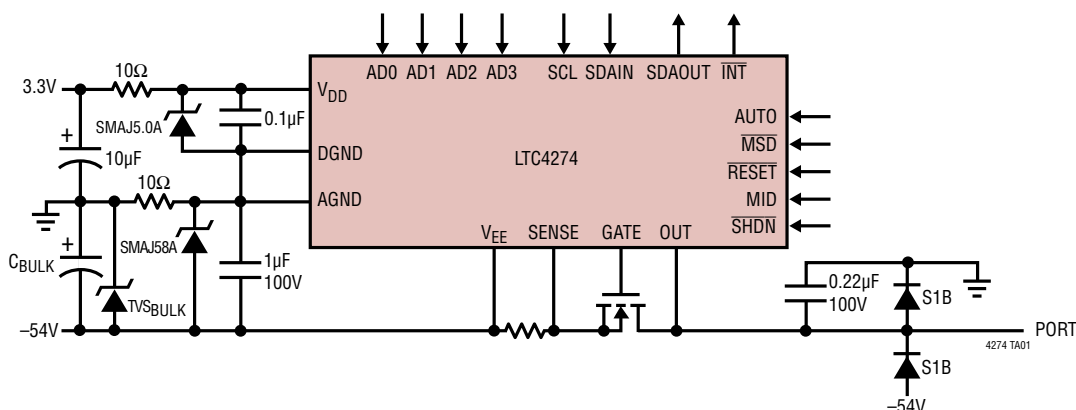 AD0 AD1 AD2 AD3 SCL SDAIN SDAOUT INT
3.3V
10Ω
VDD
SMAJ5.0A
0.1µF
AUTO
+
10µF
DGND
LTC4274
MSD
10Ω
AGND
RESET
MID
SHDN
+
CBULK
SMAJ58A
TVSBULK
1µF
100V
VEE SENSE GATE OUT
0.22µF
100V
S1B
–54V
PORT
4274 TA01
S1B
–54V